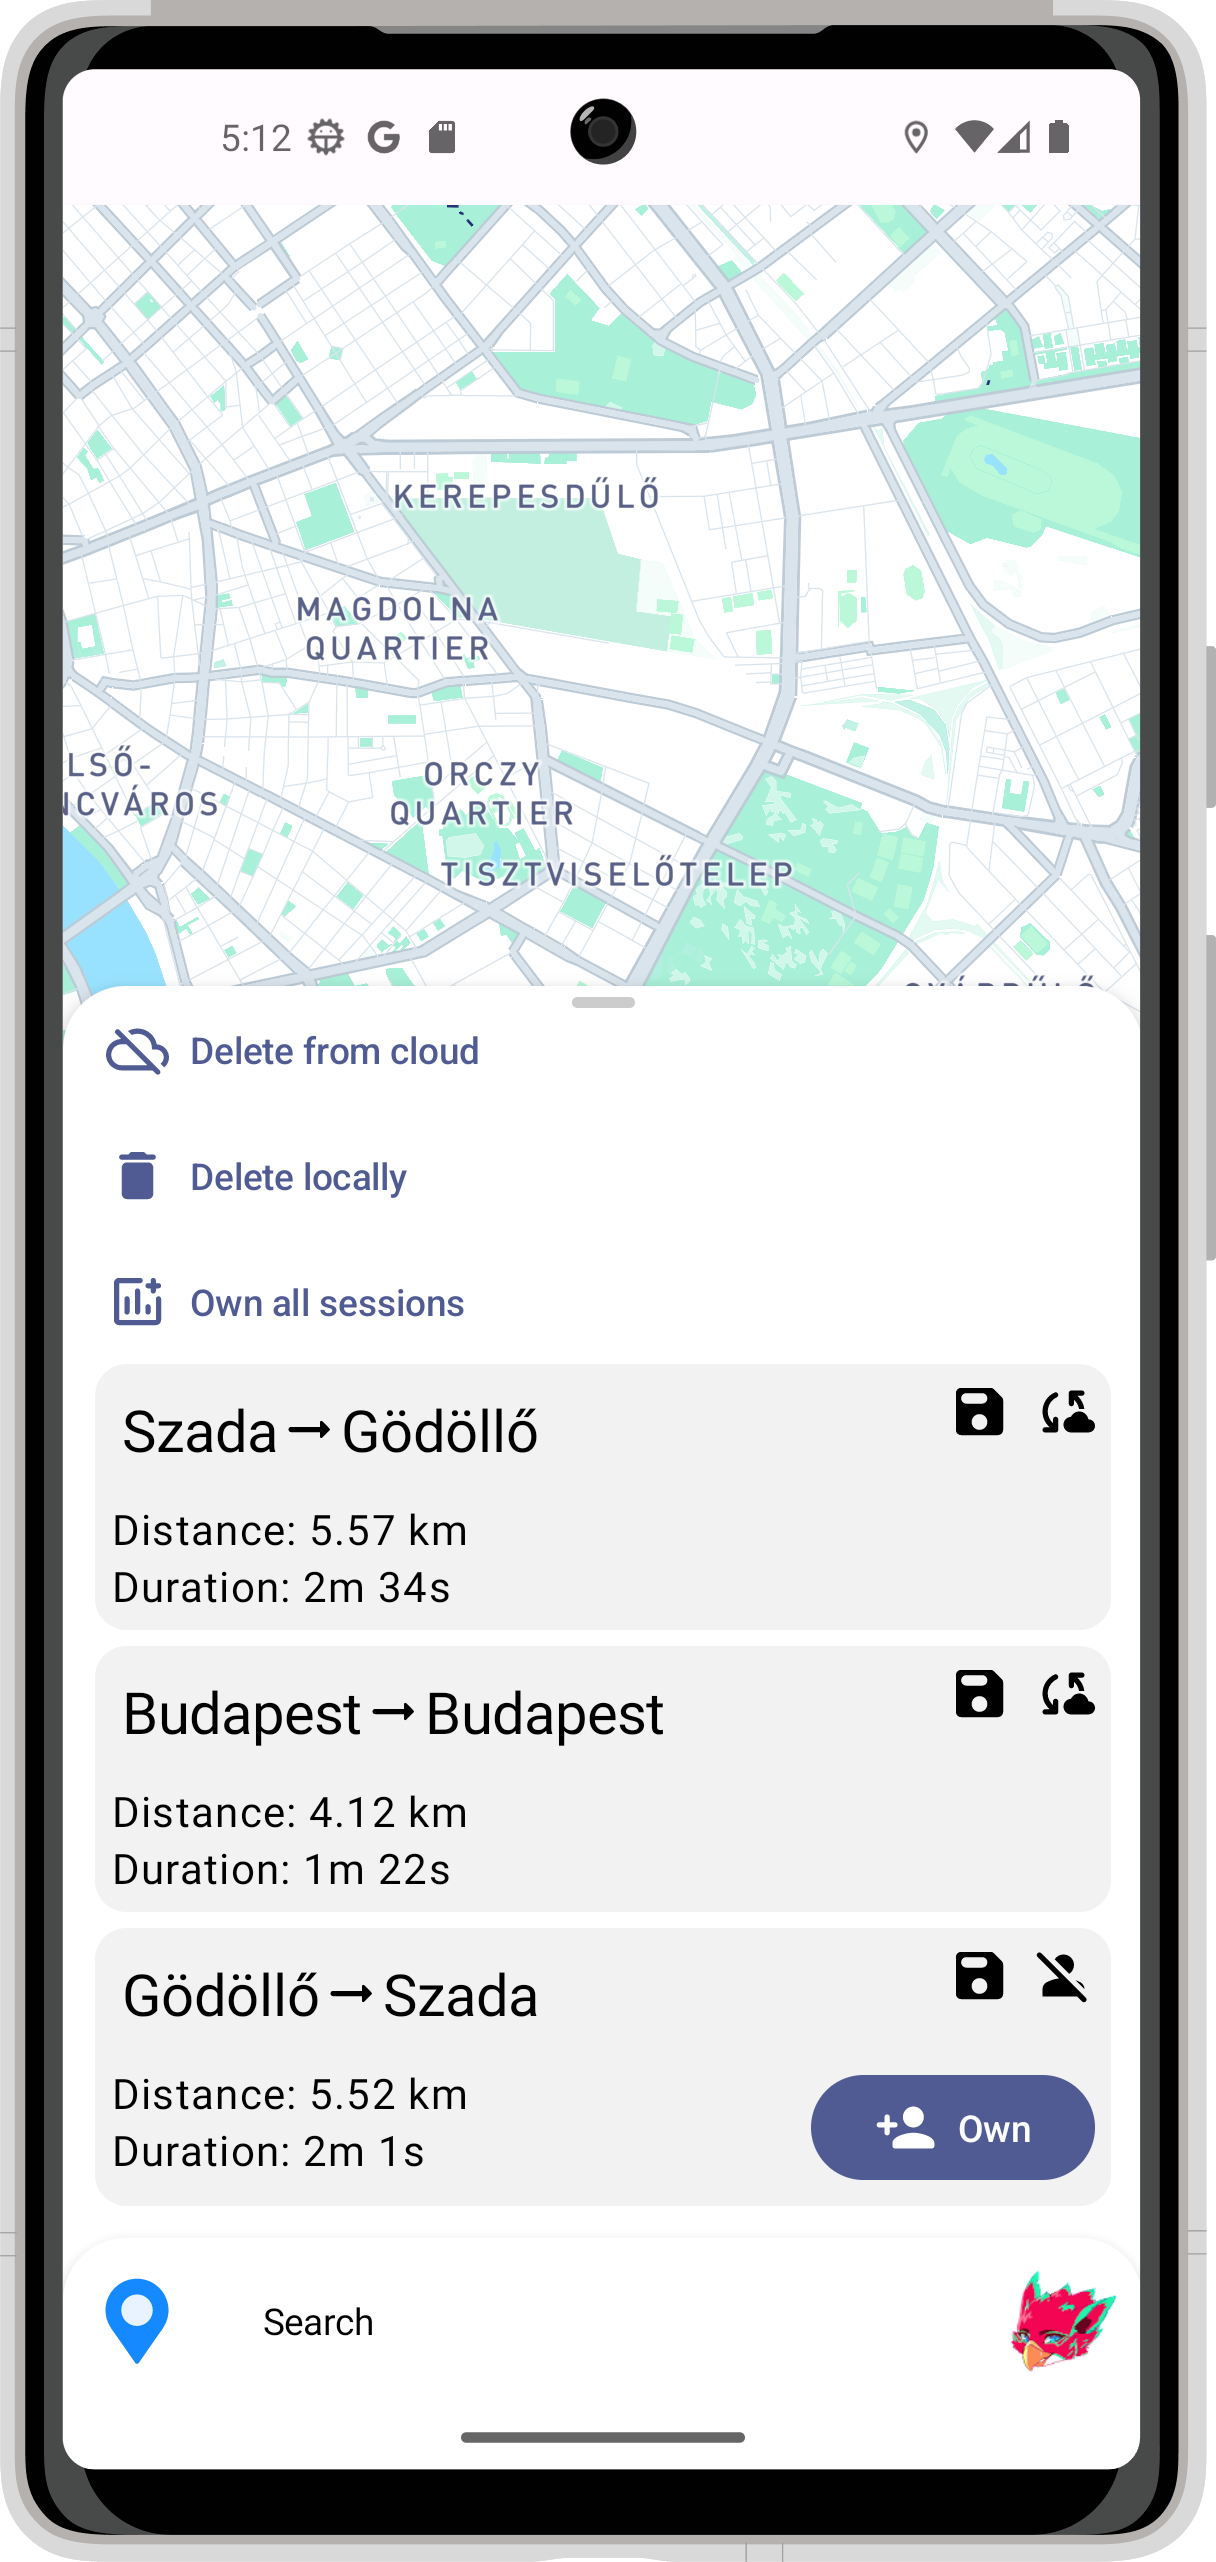 5:12
KEREPESDŰLŐ
MAGDOLNA
QUARTIER
LSŐ-
NCVÁROS
ORCZY
QUARTIER
TISZTVISELŐTELEP
Delete from cloud
Delete locally
Own all sessions
Szada → Gödöllő
Distance: 5.57 km
Duration: 2m 34s
Budapest → Budapest
Distance: 4.12 km
Duration: 1m 22s
Gödöllő → Szada
Distance: 5.52 km
Duration: 2m 1s
Own
Search